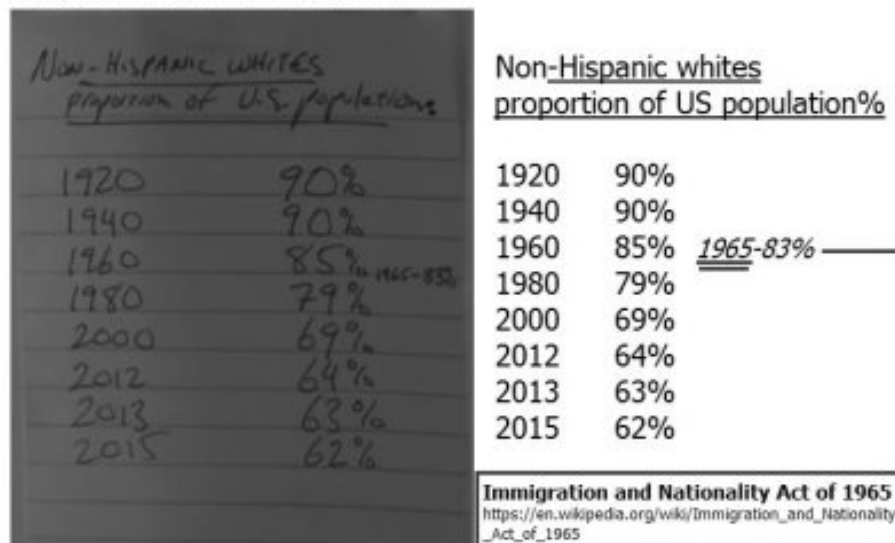 NON-HISPANIC WHITES
proportion of U.S. population%
1920 90%
1940 90%
1960 85% 1965-83%
1980 79%
2000 69%
2012 64%
2013 63%
2015 62%
Non-Hispanic whites
proportion of US population%
1920 90%
1940 90%
1960 85% 1965-83%
1980 79%
2000 69%
2012 64%
2013 63%
2015 62%
Immigration and Nationality Act of 1965
https://en.wikipedia.org/wiki/Immigration_and_Nationality
_Act_of_1965